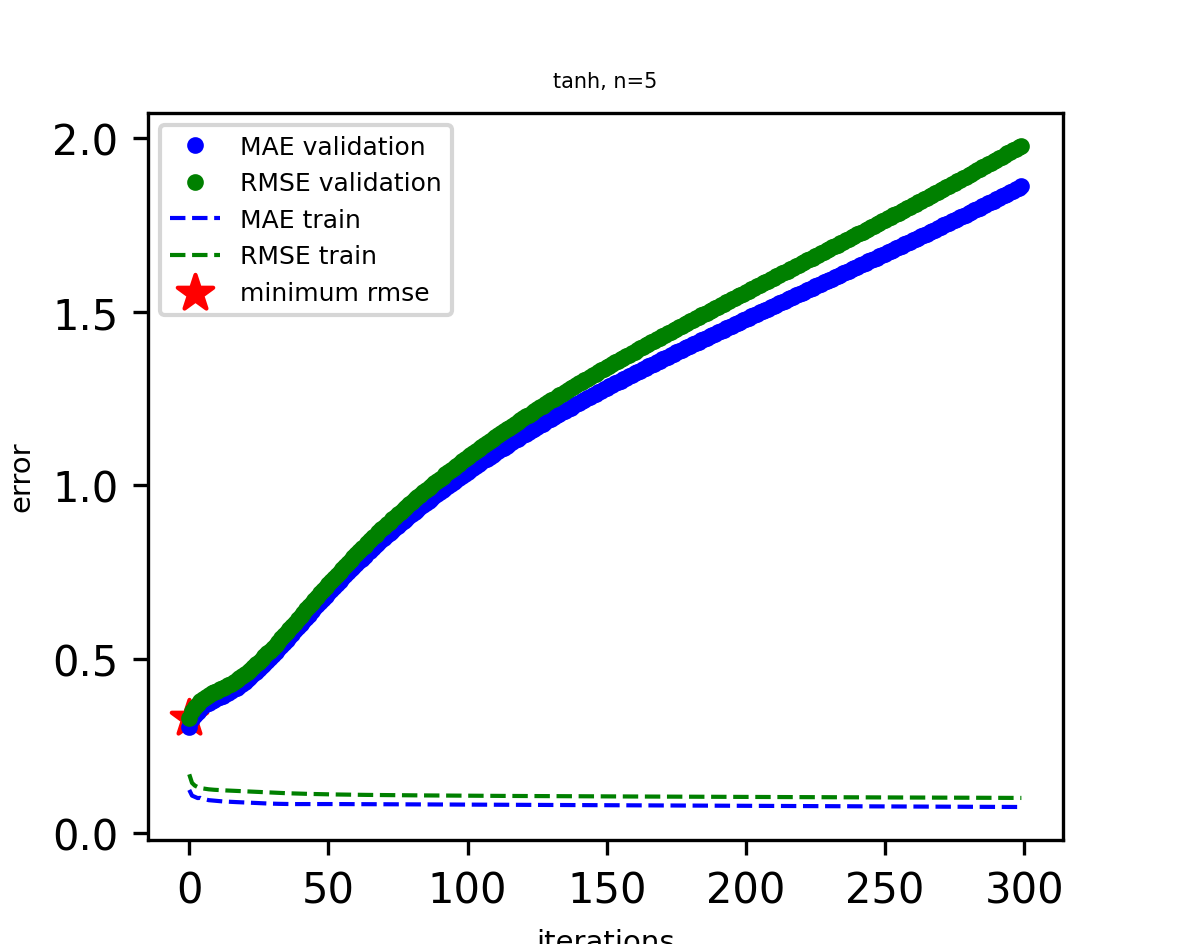 tanh, n=5
MAE validation
RMSE validation
MAE train
RMSE train
minimum rmse
error
2.0
1.5
1.0
0.5
0.0
0 50 100 150 200 250 300
iterations